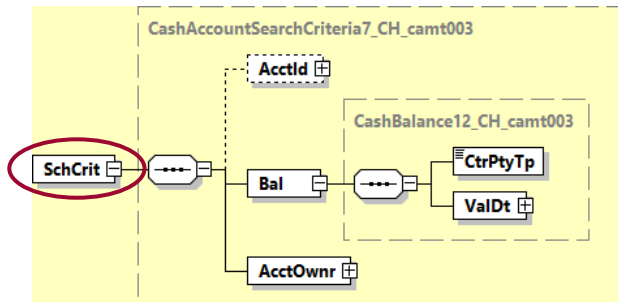 CashAccountSearchCriteria7_CH_camt003
AcctId
CashBalance12_CH_camt003
SchCrit
Bal
CtrPtyTp
ValDt
AcctOwnr